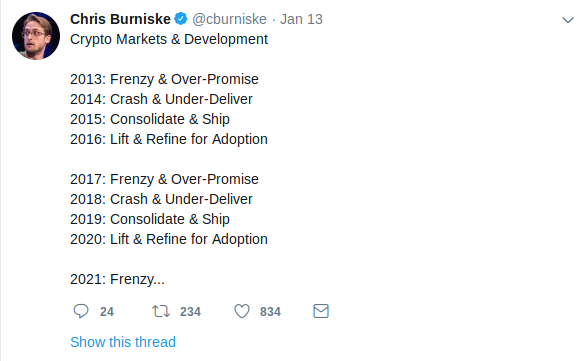 Chris Burniske @cburniske · Jan 13
Crypto Markets & Development
2013: Frenzy & Over-Promise
2014: Crash & Under-Deliver
2015: Consolidate & Ship
2016: Lift & Refine for Adoption
2017: Frenzy & Over-Promise
2018: Crash & Under-Deliver
2019: Consolidate & Ship
2020: Lift & Refine for Adoption
2021: Frenzy...
24 234 834
Show this thread